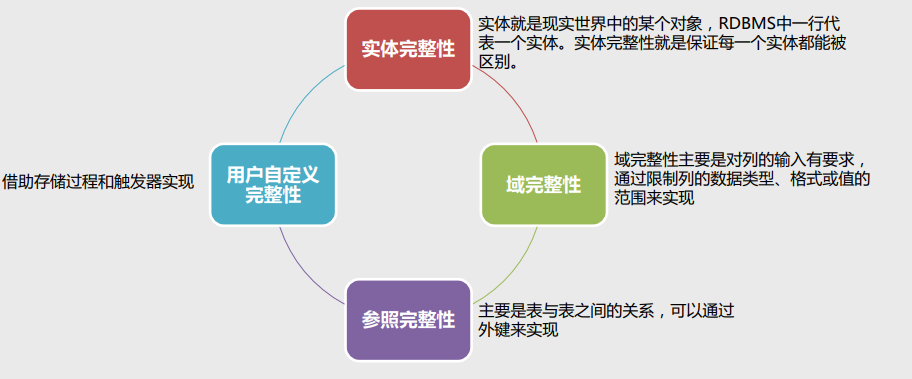 实体完整性
实体就是现实世界中的某个对象，RDBMS中一行代
表一个实体。实体完整性就是保证每一个实体都能被
区别。
域完整性
域完整性主要是对列的输入有要求，
通过限制列的数据类型、格式或值的
范围来实现
参照完整性
主要是表与表之间的关系，可以通过
外键来实现
用户自定义
完整性
借助存储过程和触发器实现